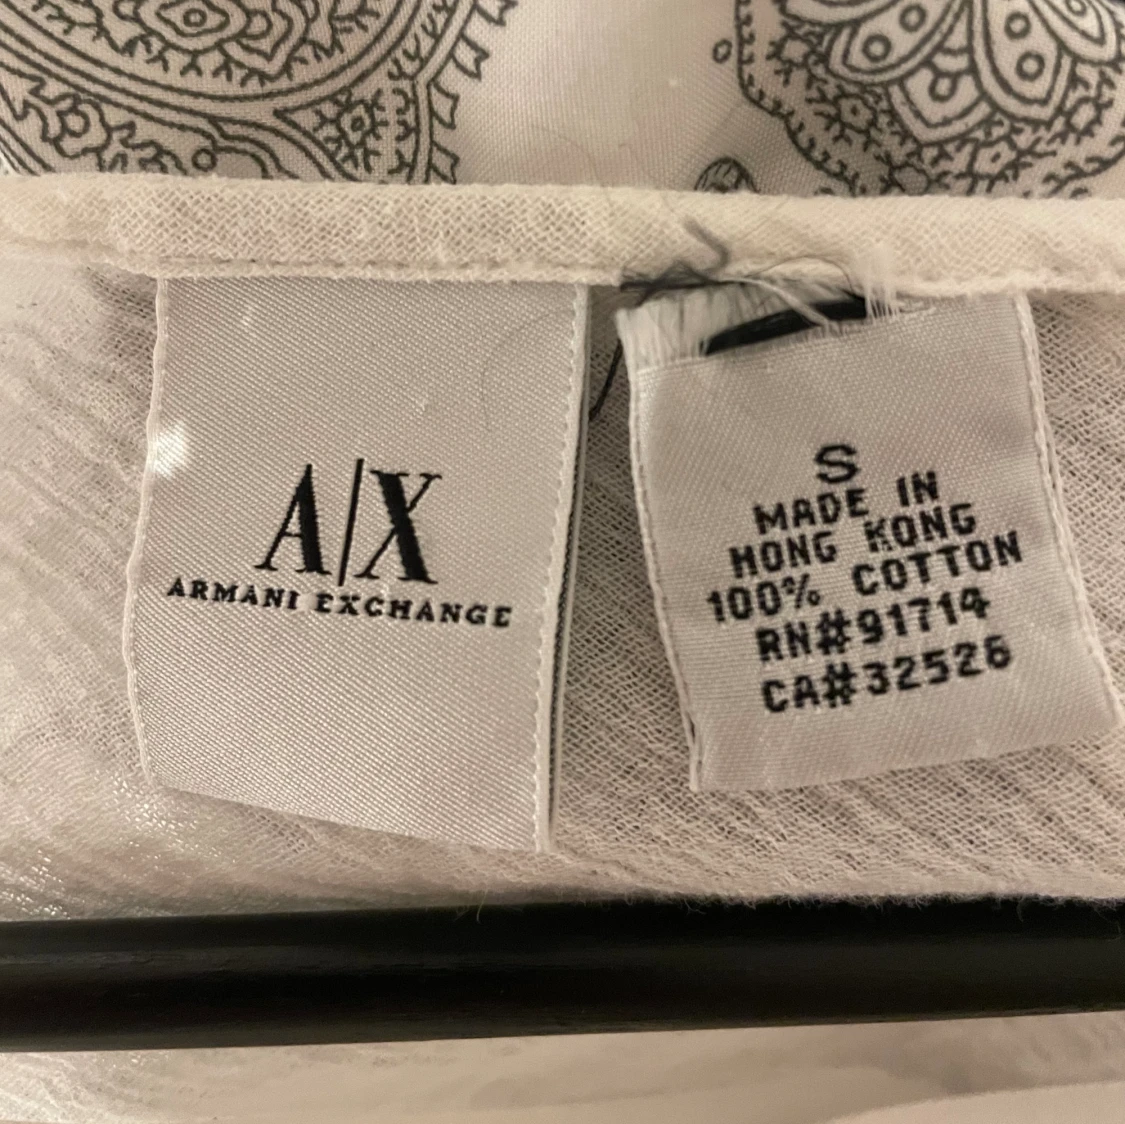 A|X
ARMANI EXCHANGE
S
MADE IN
HONG KONG
100% COTTON
RN#91714
CA#32526